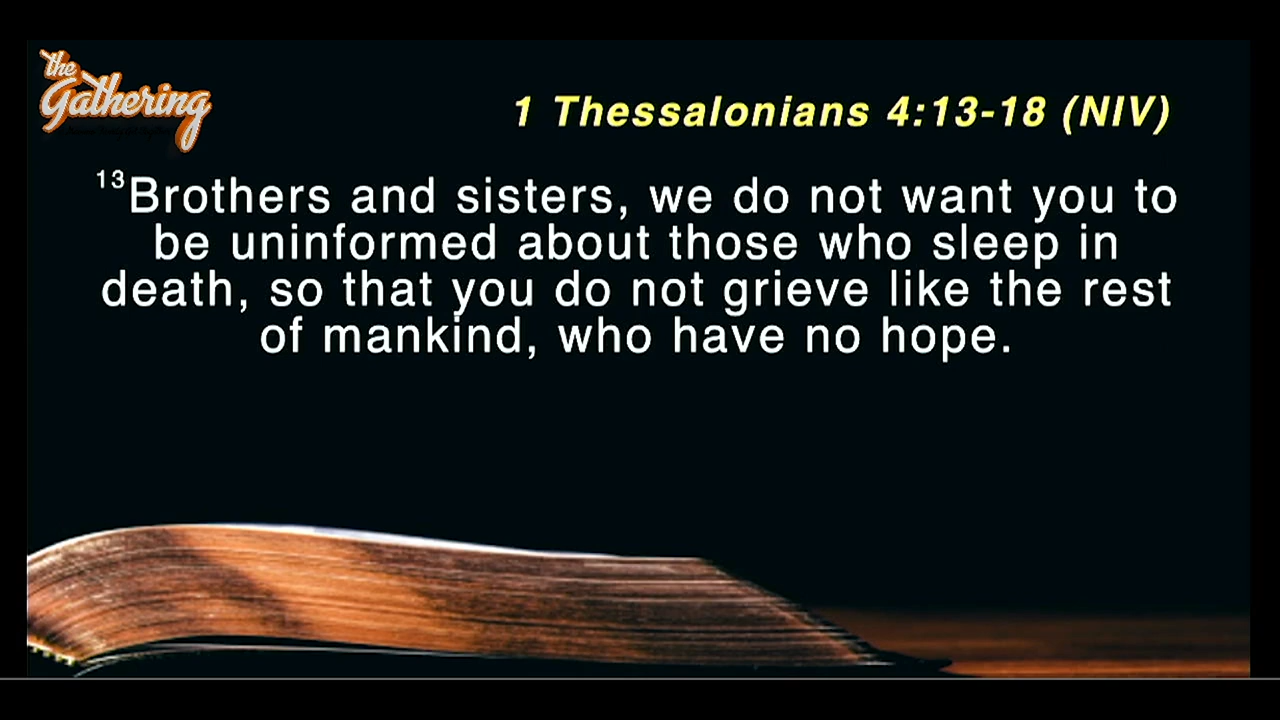 the
Gathering
1 Thessalonians 4:13-18 (NIV)
13Brothers and sisters, we do not want you to
be uninformed about those who sleep in
death, so that you do not grieve like the rest
of mankind, who have no hope.